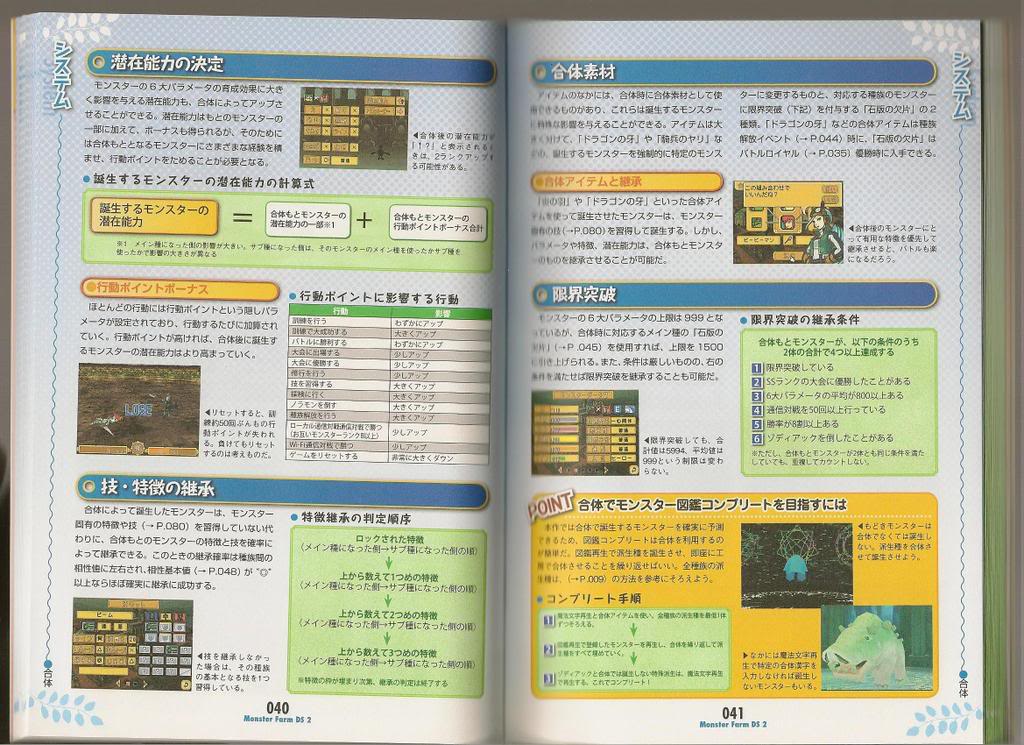 システム
潜在能力の決定
モンスターの6大パラメータの育成効果に大き
く影響を与える潜在能力も、合体によってアップさ
せることができる。潜在能力はもとのモンスターの
一部に加えて、ボーナスも得られるが、そのために
は合体もととなるモンスターにさまざまな経験を積
ませ、行動ポイントをためることが必要となる。
◀合体後の潜在能力が
「↑?」と表示されると
きは、2ランクアップす
る可能性がある。
●誕生するモンスターの潜在能力の計算式
誕生するモンスターの
潜在能力
=
合体もとモンスターの
潜在能力の一部※1
+
合体もとモンスターの
行動ポイントボーナス合計
※1 メイン種になった側の影響が大きい。サブ種になった側は、そのモンスターのメイン種を使ったかサブ種を
使ったかで影響の大きさが異なる
●行動ポイントボーナス
ほとんどの行動には行動ポイントという隠しパラ
メータが設定されており、行動するたびに加算され
ていく。行動ポイントが高ければ、合体後に誕生す
るモンスターの潜在能力はより高まっていく。
LOSE
◀リセットすると、訓
練約50回ぶんもの行
動ポイントが失われ
る。負けてもリセット
するのは考えものだ。
●行動ポイントに影響する行動
行動 影響
訓練を行う わずかにアップ
訓練で大成功する 大きくアップ
バトルに勝利する わずかにアップ
大会に出場する 少しアップ
大会に優勝する 少しアップ
修行を行う 少しアップ
技を習得する 大きくアップ
探検に行く 大きくアップ
ノラモンを倒す 大きくアップ
種族解放を行う 大きくアップ
ローカル通信対戦通信対戦で勝つ
(お互いモンスターランクB以上) 少しアップ
Wi-Fi通信対戦で勝つ 大きくアップ
ゲームをリセットする 非常に大きくダウン
技・特徴の継承
合体によって誕生したモンスターは、モンスター
固有の特徴や技(→P.080)を習得していない代
わりに、合体もとのモンスターの特徴と技を確率に
よって継承できる。このときの継承確率は種族間の
相性値に左右され、相性基本値(→P.048)が“◎”
以上ならほぼ確実に継承に成功する。
ビーム
◀技を継承しなかっ
た場合は、その種族
の基本となる技を1つ
習得している。
●特徴継承の判定順序
ロックされた特徴
(メイン種になった側→サブ種になった側の順)
上から数えて1つめの特徴
(メイン種になった側→サブ種になった側の順)
上から数えて2つめの特徴
(メイン種になった側→サブ種になった側の順)
上から数えて3つめの特徴
(メイン種になった側→サブ種になった側の順)
※特徴の枠が埋まり次第、継承の判定は終了する
●合体
040
Monster Farm DS 2
システム
合体素材
アイテムのなかには、合体時に合体素材として使
用できるものがあり、これらは誕生するモンスター
に特殊な影響を与えることができる。アイテムは大
きく分けて、「ドラゴンの牙」や「騎兵のヤリ」な
どの、誕生するモンスターを強制的に特定のモンス
ターに変更するものと、対応する種族のモンスター
に限界突破(下記)を付与する「石版の欠片」の2
種類。「ドラゴンの牙」などの合体アイテムは種族
解放イベント(→P.044)時に、「石版の欠片」は
バトルロイヤル(→P.035)優勝時に入手できる。
●合体アイテムと継承
や「ドラゴンの牙」といった合体アイ
テムを使って誕生させたモンスターは、モンスター
固有の技(→P.080)を習得して誕生する。しかし、
パラメータや特徴、潜在能力は、合体もとモンスタ
ーのものを継承させることが可能だ。
この組み合わせで
いいんだね?
ビービーマン
◀合体後のモンスターにと
って有用な特徴を優先して
継承させると、バトルも楽
になるだろう。
限界突破
モンスターの6大パラメータの上限は999とな
っているが、合体時に対応するメイン種の「石版の
欠片」(→P.045)を使用すれば、上限を1500
に引き上げられる。また、条件は厳しいものの、右の
条件を満たせば限界突破を継承することも可能だ。
◀限界突破しても、合
計値は5994、平均値は
999という制限は変わ
らない。
●限界突破の継承条件
合体もとモンスターが、以下の条件のうち
2体の合計で4つ以上達成する
1 限界突破している
2 SSランクの大会に優勝したことがある
3 6大パラメータの平均が800以上ある
4 通信対戦を50回以上行っている
5 勝率が8割以上ある
6 ゾディアックを倒したことがある
※ただし、合体もとモンスターが2体とも同じ条件を満た
していても、重複してカウントしない。
POINT 合体でモンスター図鑑コンプリートを目指すには
本作では合体で誕生するモンスターを確実に予測
できるため、図鑑コンプリートは合体を利用するの
が簡単だ。図鑑再生で派生種を誕生させ、即座に工
房で合体させることを繰り返せばいい。全種族の派
生種は、(→P.009)の方法を参考にそろえよう。
◀もどきモンスターは
合体でなくては誕生し
ない。派生種を合体さ
せて誕生させよう。
●コンプリート手順
1 魔法文字再生と合体アイテムを使い、全種族の派生種を最低1体
ずつそろえる。
2 図鑑再生で登録したモンスターを再生し、合体を繰り返して派
生種をすべて埋めていく。
3 ゾディアックと合体では誕生しない特殊派生は、魔法文字再生
で再生する。これでコンプリート!
▶なかには魔法文字再
生で特定の合体漢字を
入力しなければ誕生し
ないモンスターもいる。
●合体
041
Monster Farm DS 2